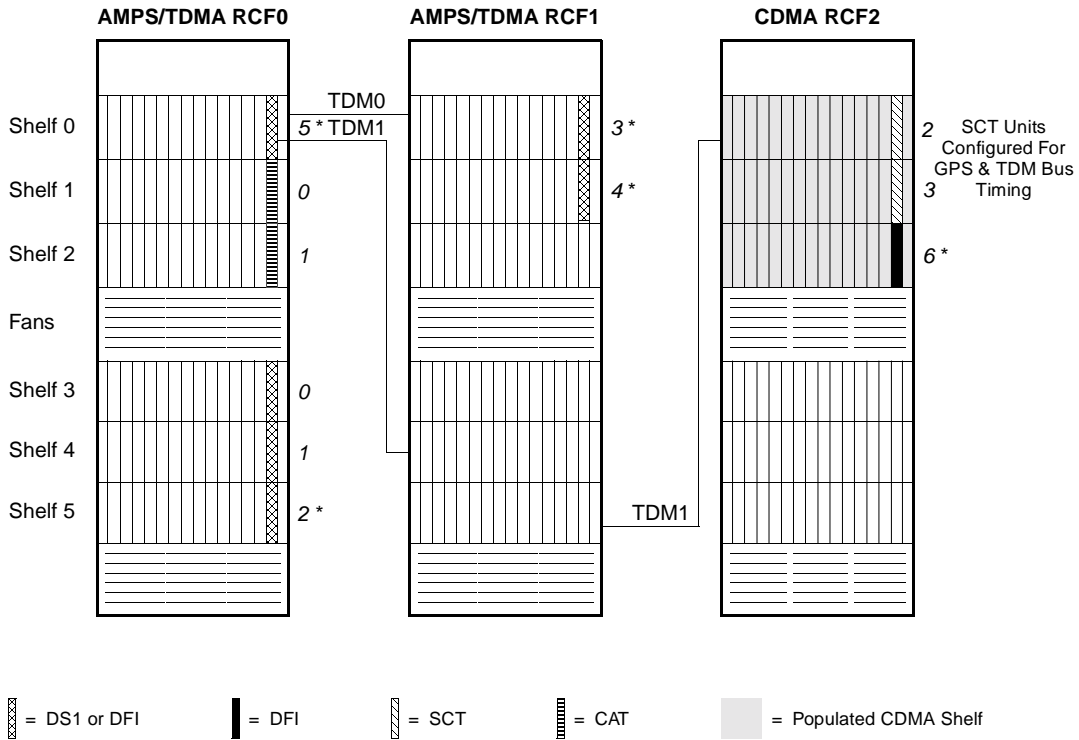 AMPS/TDMA RCF0 AMPS/TDMA RCF1 CDMA RCF2
TDM0
Shelf 0 5 * TDM1 3 * 2 SCT Units
Configured For
GPS & TDM Bus
Shelf 1 0 4 * 3 Timing
Shelf 2 1 6 *
Fans
Shelf 3 0
Shelf 4 1
Shelf 5 2 * TDM1
= DS1 or DFI = DFI = SCT = CAT = Populated CDMA Shelf